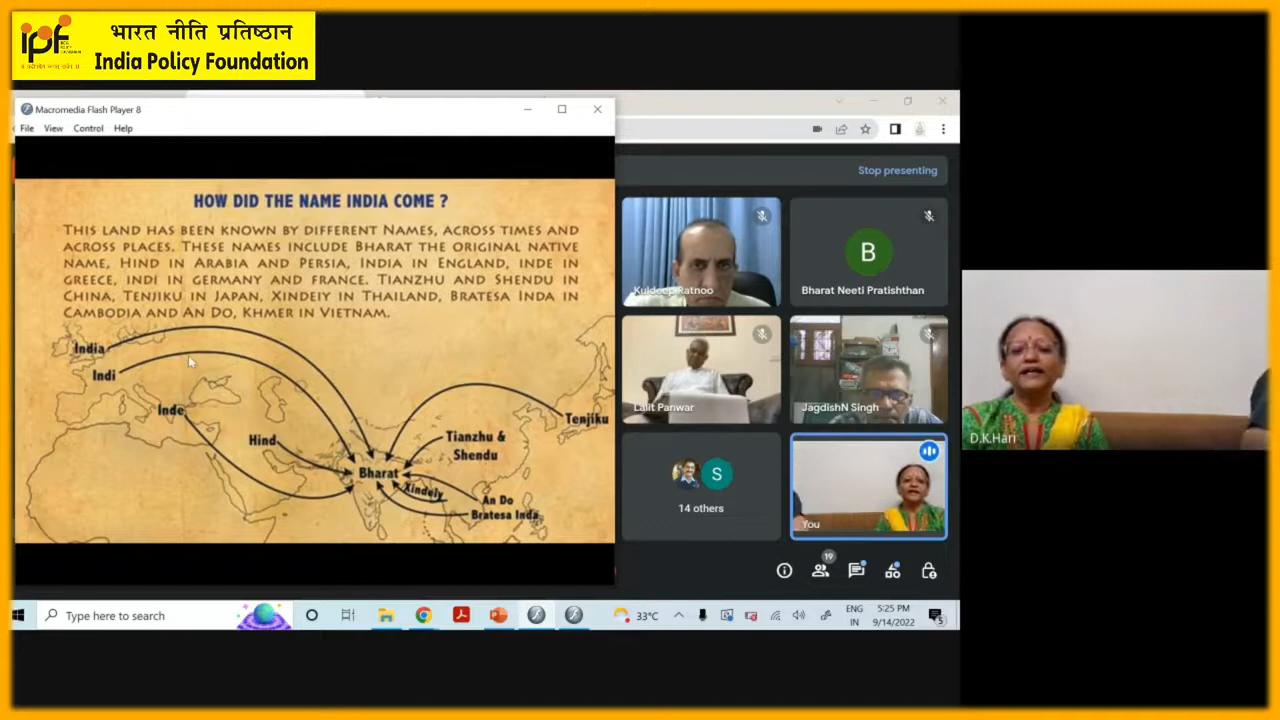 भारत नीति प्रतिष्ठान
India Policy Foundation
ipf
Macromedia Flash Player 8
File View Control Help
HOW DID THE NAME INDIA COME ?
THIS LAND HAS BEEN KNOWN BY DIFFERENT NAMES, ACROSS TIMES AND
ACROSS PLACES. THESE NAMES INCLUDE BHARAT THE ORIGINAL NATIVE
NAME, HIND IN ARABIA AND PERSIA, INDIA IN ENGLAND, INDE IN
GREECE, INDI IN GERMANY AND FRANCE. TIANZHU AND SHENDU IN
CHINA, TENJIKU IN JAPAN, XINDEIY IN THAILAND, BRATESA INDA IN
CAMBODIA AND AN DO, KHMER IN VIETNAM.
India
Indi
Inde
Hind
Bharat
Tianzhu &
Shendu
Tenjiku
Xindeiy
An Do
Bratesa Inda
Stop presenting
Kuldeep Ratnoo
B
Bharat Neeti Pratishthan
Lalit Panwar
JagdishN Singh
S
14 others
You
19
D.K.Hari
Type here to search
33°C
ENG
IN
5:25 PM
9/14/2022
5